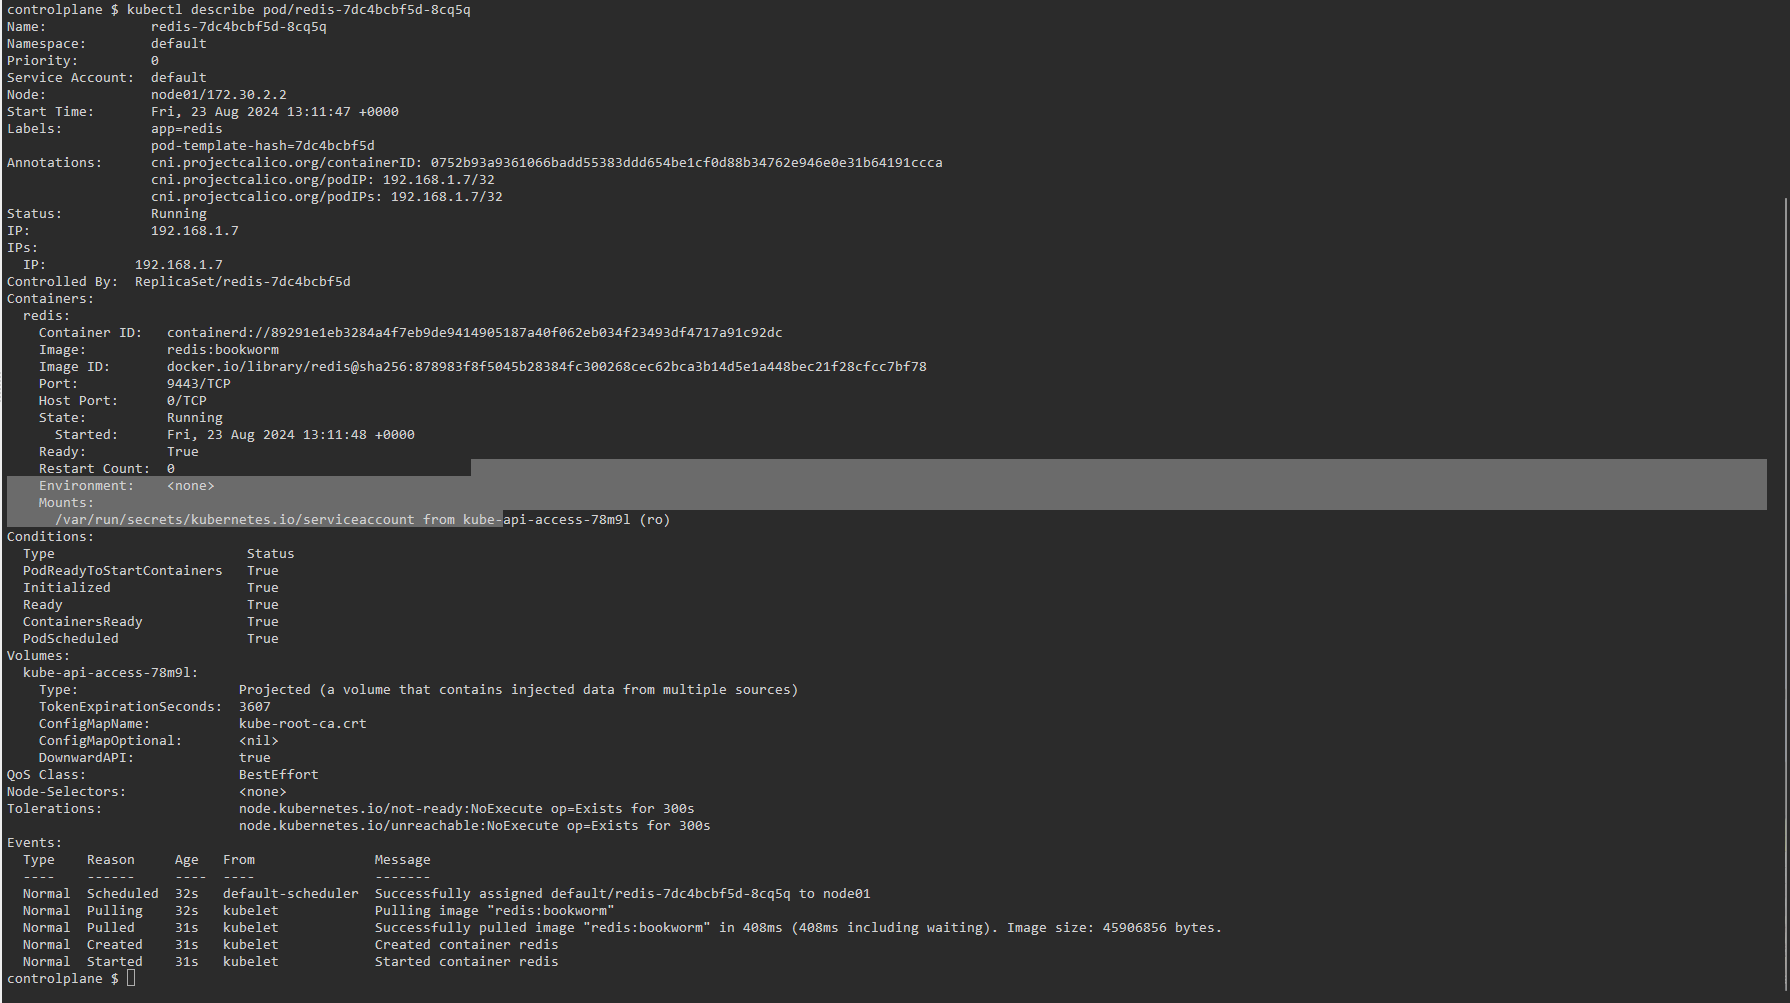 controlplane $ kubectl describe pod/redis-7dc4bcbf5d-8cq5q
Name:             redis-7dc4bcbf5d-8cq5q
Namespace:        default
Priority:         0
Service Account:  default
Node:             node01/172.30.2.2
Start Time:       Fri, 23 Aug 2024 13:11:47 +0000
Labels:           app=redis
                  pod-template-hash=7dc4bcbf5d
Annotations:      cni.projectcalico.org/containerID: 0752b93a9361066badd55383ddd654be1cf0d88b34762e946e0e31b64191ccca
                  cni.projectcalico.org/podIP: 192.168.1.7/32
                  cni.projectcalico.org/podIPs: 192.168.1.7/32
Status:           Running
IP:               192.168.1.7
IPs:
  IP:           192.168.1.7
Controlled By:  ReplicaSet/redis-7dc4bcbf5d
Containers:
  redis:
    Container ID:   containerd://89291e1eb3284a4f7eb9de9414905187a40f062eb034f23493df4717a91c92dc
    Image:          redis:bookworm
    Image ID:       docker.io/library/redis@sha256:878983f8f5045b28384fc300268cec62bca3b14d5e1a448bec21f28cfcc7bf78
    Port:           9443/TCP
    Host Port:      0/TCP
    State:          Running
      Started:      Fri, 23 Aug 2024 13:11:48 +0000
    Ready:          True
    Restart Count:  0
    Environment:    <none>
    Mounts:
      /var/run/secrets/kubernetes.io/serviceaccount from kube-api-access-78m9l (ro)
Conditions:
  Type                        Status
  PodReadyToStartContainers   True
  Initialized                 True
  Ready                       True
  ContainersReady             True
  PodScheduled                True
Volumes:
  kube-api-access-78m9l:
    Type:                    Projected (a volume that contains injected data from multiple sources)
    TokenExpirationSeconds:  3607
    ConfigMapName:           kube-root-ca.crt
    ConfigMapOptional:       <nil>
    DownwardAPI:             true
QoS Class:                   BestEffort
Node-Selectors:              <none>
Tolerations:                 node.kubernetes.io/not-ready:NoExecute op=Exists for 300s
                             node.kubernetes.io/unreachable:NoExecute op=Exists for 300s
Events:
  Type    Reason     Age   From               Message
  ----    ------     ----  ----               -------
  Normal  Scheduled  32s   default-scheduler  Successfully assigned default/redis-7dc4bcbf5d-8cq5q to node01
  Normal  Pulling    32s   kubelet            Pulling image "redis:bookworm"
  Normal  Pulled     31s   kubelet            Successfully pulled image "redis:bookworm" in 408ms (408ms including waiting). Image size: 45906856 bytes.
  Normal  Created    31s   kubelet            Created container redis
  Normal  Started    31s   kubelet            Started container redis
controlplane $